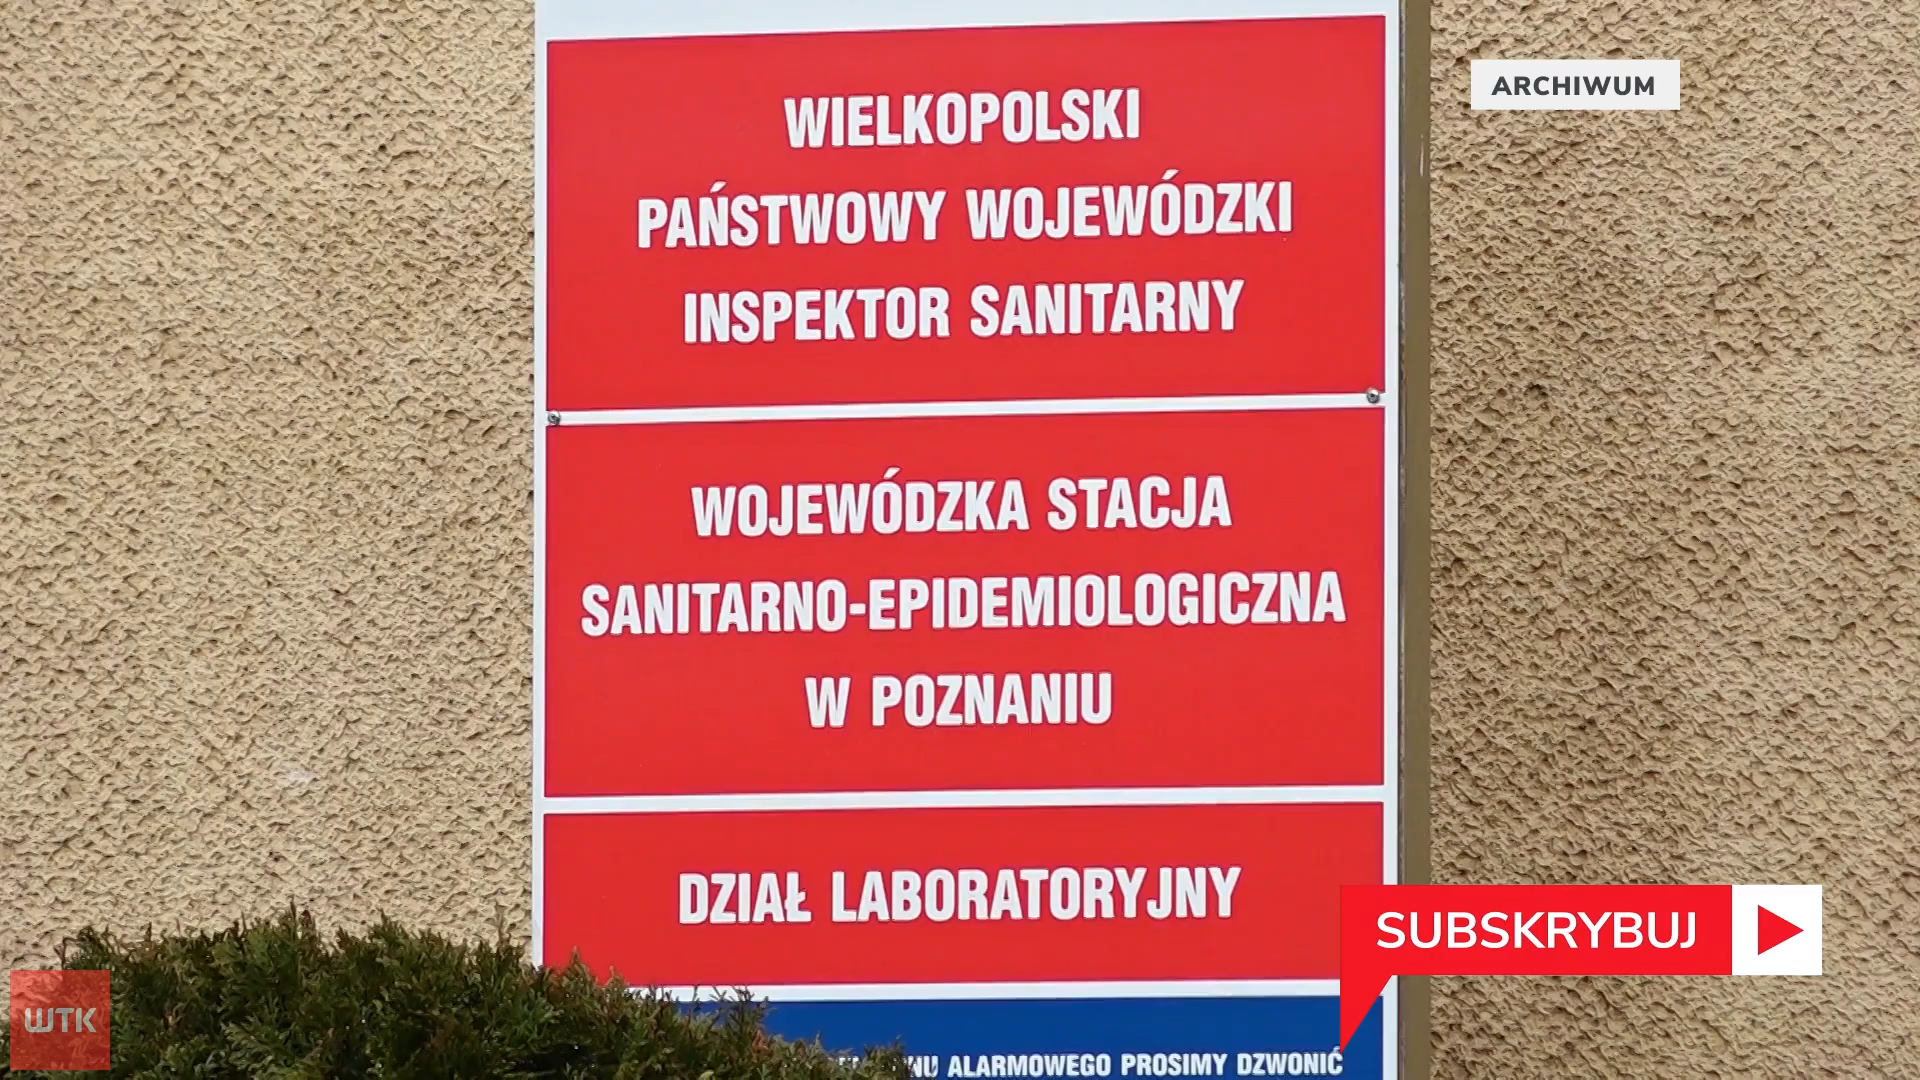 ARCHIWUM
WIELKOPOLSKI
PAŃSTWOWY WOJEWÓDZKI
INSPEKTOR SANITARNY
WOJEWÓDZKA STACJA
SANITARNO-EPIDEMIOLOGICZNA
W POZNANIU
DZIAŁ LABORATORYJNY
SUBSKRYBUJ
WTK
ALARMOWEGO PROSIMY DZWONIĆ